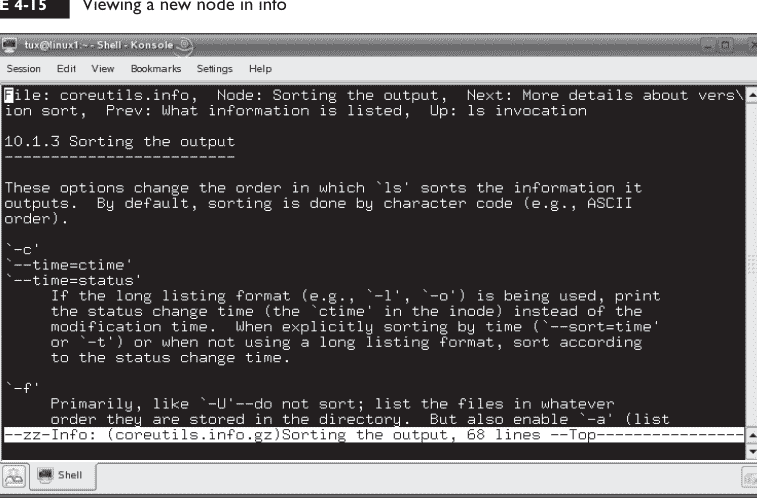 E 4-15 Viewing a new node in info
tux@linux1:~ - Shell - Konsole
Session Edit View Bookmarks Settings Help
File: coreutils.info,  Node: Sorting the output,  Next: More details about vers\
ion sort,  Prev: What information is listed,  Up: ls invocation
10.1.3 Sorting the output
-------------------------
These options change the order in which `ls' sorts the information it
outputs.  By default, sorting is done by character code (e.g., ASCII
order).
`-c'
`--time=ctime'
`--time=status'
If the long listing format (e.g., `-l', `-o') is being used, print
the status change time (the `ctime' in the inode) instead of the
modification time.  When explicitly sorting by time (`--sort=time'
or `-t') or when not using a long listing format, sort according
to the status change time.
`-f'
Primarily, like `-U'--do not sort; list the files in whatever
order they are stored in the directory.  But also enable `-a' (list
--zz-Info: (coreutils.info.gz)Sorting the output, 68 lines --Top----------------
Shell